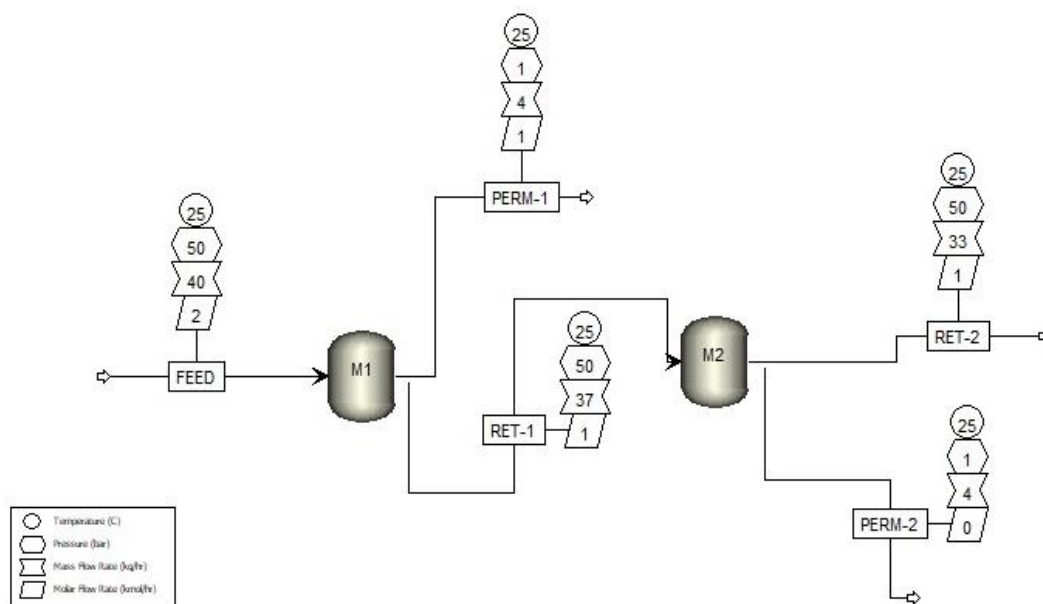 25
1
4
1
PERM-1
25
50
40
2
FEED
M1
25
50
37
1
RET-1
M2
25
50
33
1
RET-2
25
1
4
0
PERM-2
Temperature (C)
Pressure (bar)
Mass Flow Rate (kg/hr)
Molar Flow Rate (kmol/hr)